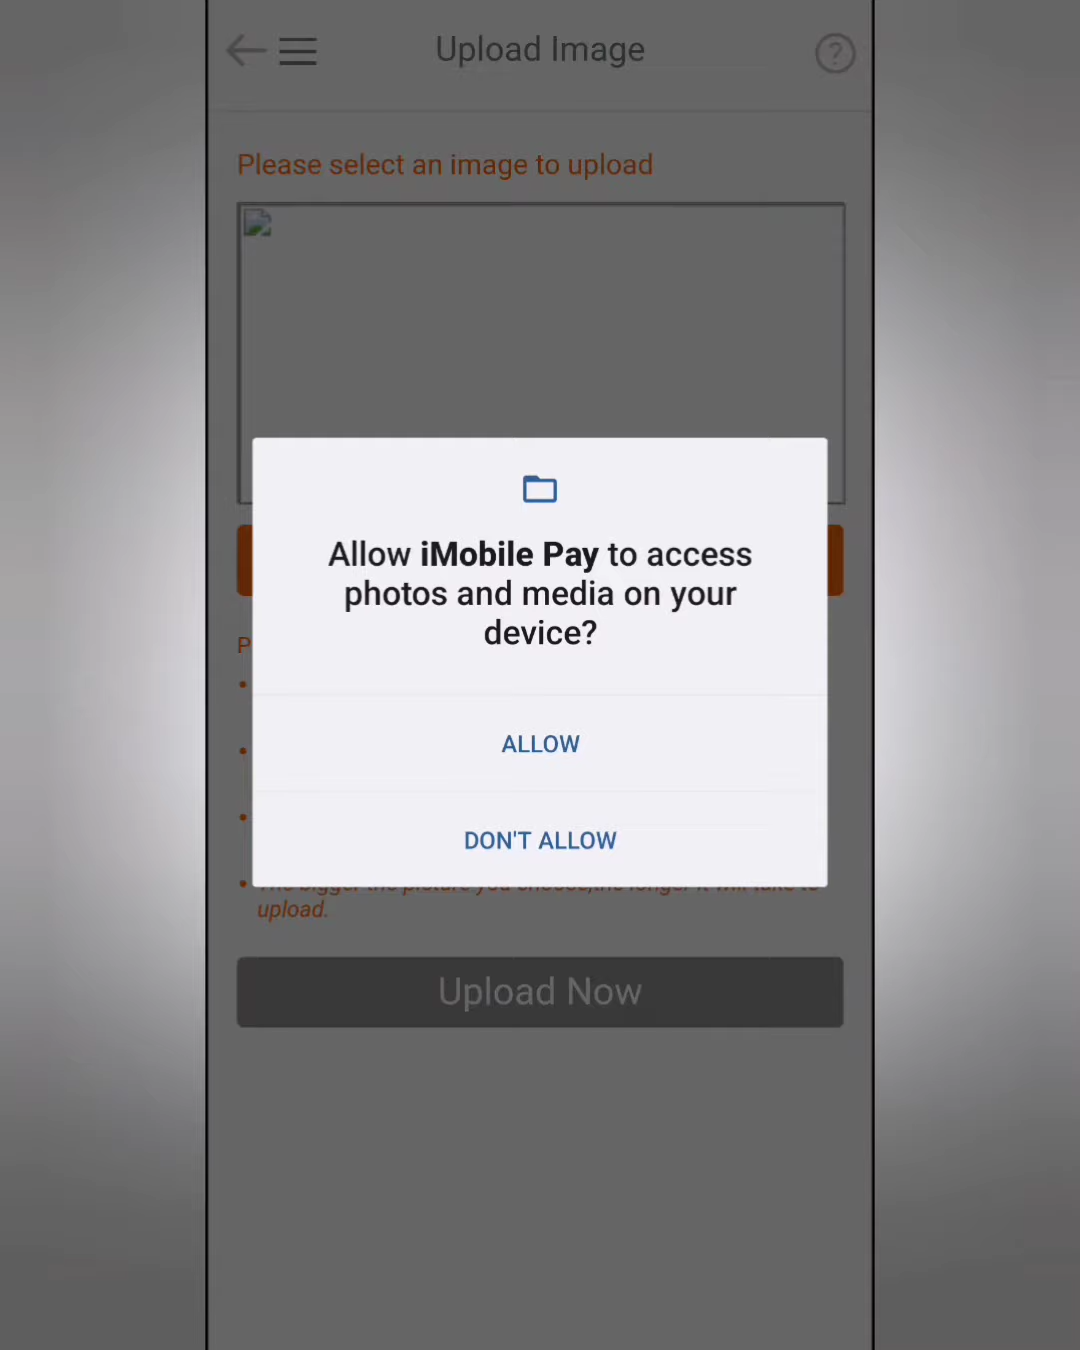 Upload Image
?
Please select an image to upload
Allow iMobile Pay to access
photos and media on your
device?
P
ALLOW
DON'T ALLOW
The bigger the picture you choose,the longer it will take to
upload.
Upload Now